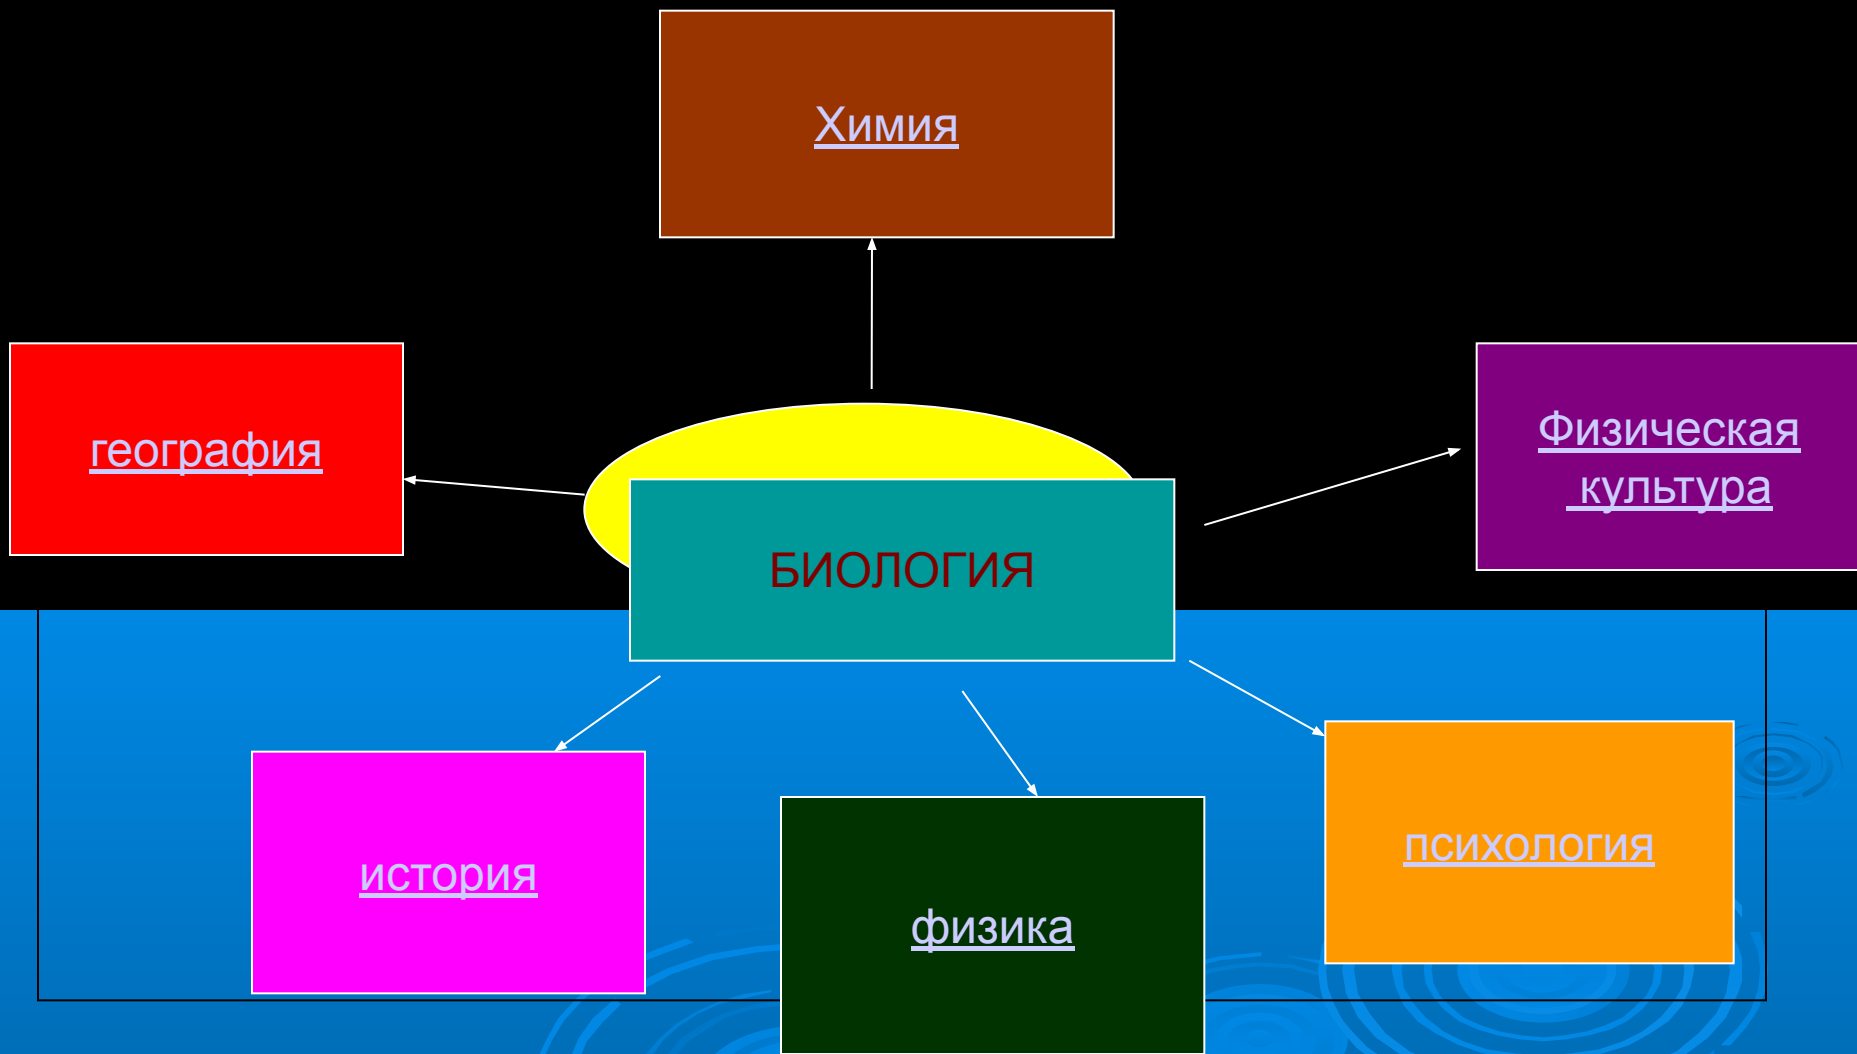 Химия
география
Физическая
культура
БИОЛОГИЯ
история
физика
психология